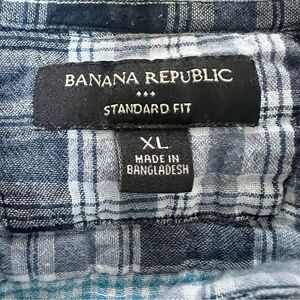 BANANA REPUBLIC
STANDARD FIT
XL
MADE IN
BANGLADESH